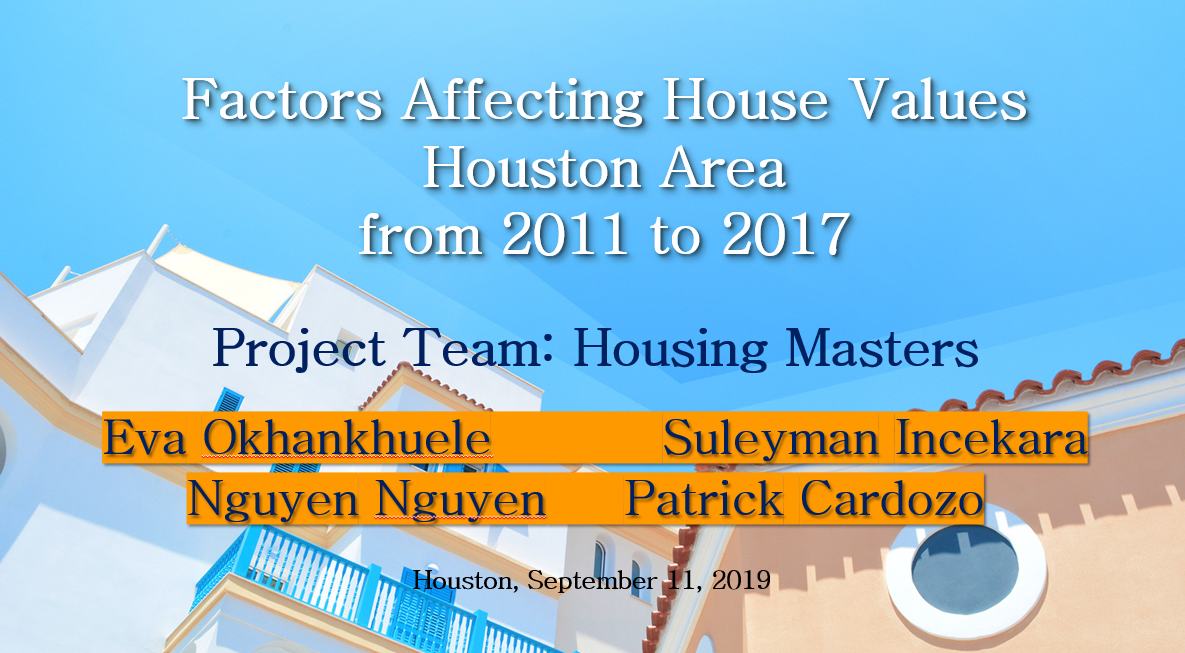 Factors Affecting House Values
Houston Area
from 2011 to 2017
Project Team: Housing Masters
Eva Okhankhuele Suleyman Incekara
Nguyen Nguyen Patrick Cardozo
Houston, September 11, 2019